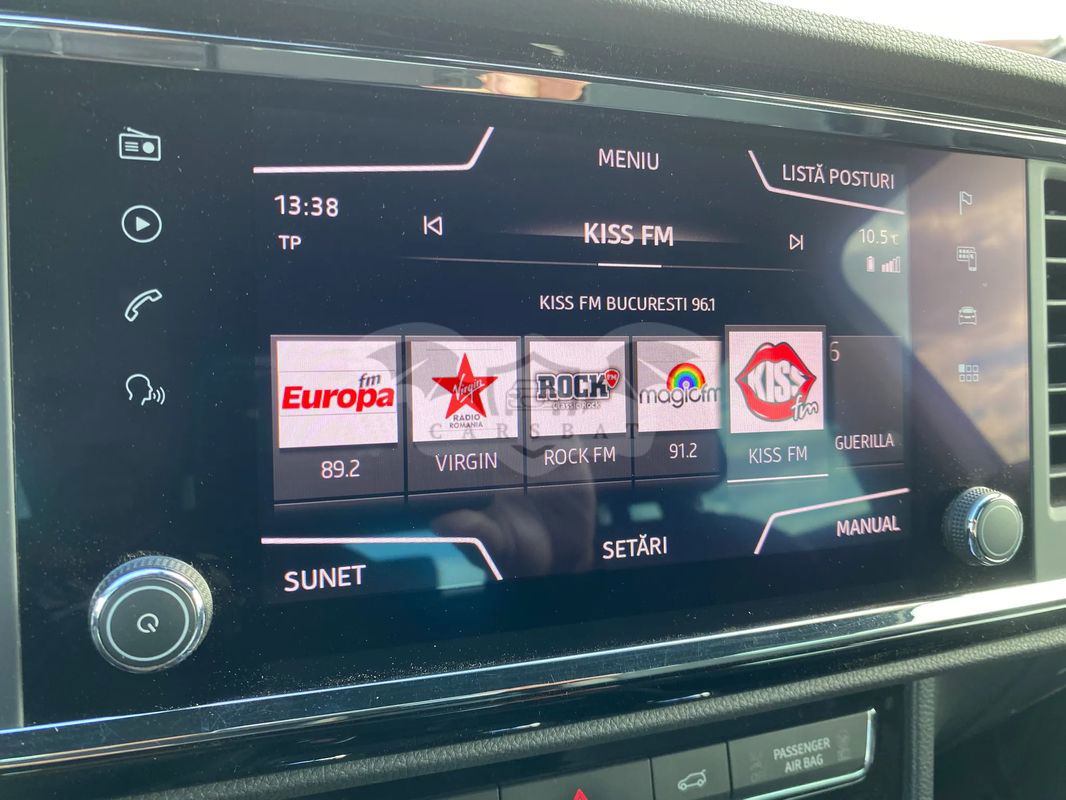 MENIU
LISTĂ POSTURI
13:38
TP
KISS FM
10.5°C
KISS FM BUCURESTI 96.1
Europa fm
89.2
Virgin
RADIO
ROMANIA
VIRGIN
ROCK FM
Classic Rock
ROCK FM
magicfm
91.2
KISS fm
KISS FM
6
GUERILLA
CARSBAT
SUNET
SETĂRI
MANUAL
PASSENGER
AIR BAG